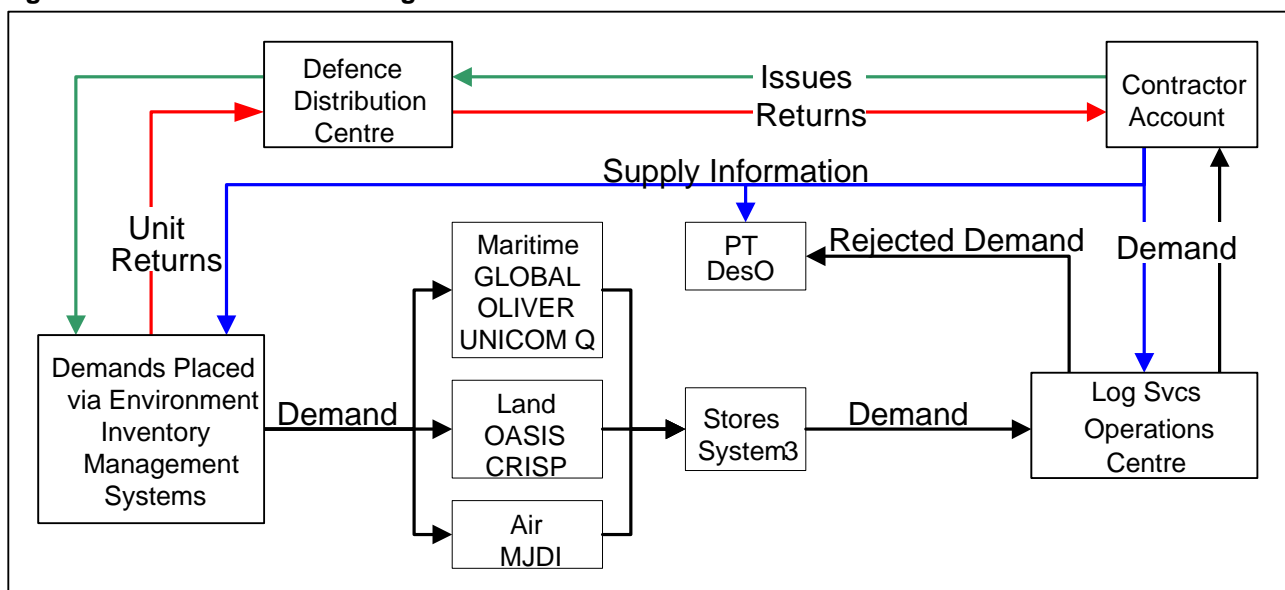 Defence
Distribution
Centre
Issues
Returns
Contractor
Account
Supply Information
Unit
Returns
Maritime
GLOBAL
OLIVER
UNICOM Q
PT
DesO
Rejected Demand
Demand
Demands Placed
via Environment
Inventory
Management
Systems
Demand
Land
OASIS
CRISP
Stores
System3
Demand
Log Svcs
Operations
Centre
Air
MJDI